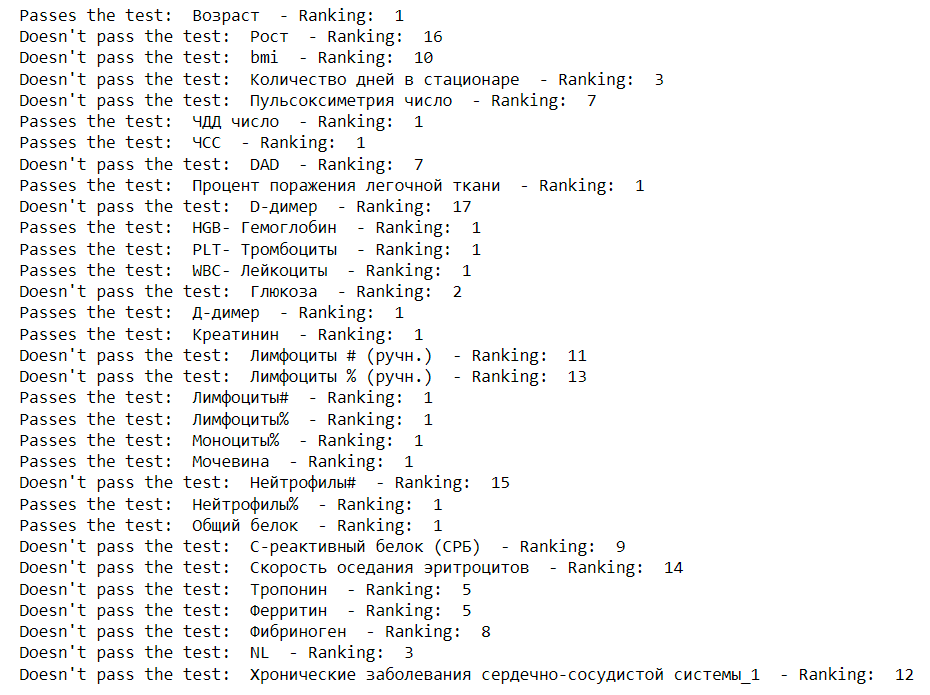 Passes the test:  Возраст  - Ranking:  1
Doesn't pass the test:  Рост  - Ranking:  16
Doesn't pass the test:  bmi  - Ranking:  10
Doesn't pass the test:  Количество дней в стационаре  - Ranking:  3
Doesn't pass the test:  Пульсоксиметрия число  - Ranking:  7
Passes the test:  ЧДД число  - Ranking:  1
Passes the test:  ЧСС  - Ranking:  1
Doesn't pass the test:  DAD  - Ranking:  7
Passes the test:  Процент поражения легочной ткани  - Ranking:  1
Doesn't pass the test:  D-димер  - Ranking:  17
Passes the test:  HGB- Гемоглобин  - Ranking:  1
Passes the test:  PLT- Тромбоциты  - Ranking:  1
Passes the test:  WBC- Лейкоциты  - Ranking:  1
Doesn't pass the test:  Глюкоза  - Ranking:  2
Passes the test:  Д-димер  - Ranking:  1
Passes the test:  Креатинин  - Ranking:  1
Doesn't pass the test:  Лимфоциты # (ручн.)  - Ranking:  11
Doesn't pass the test:  Лимфоциты % (ручн.)  - Ranking:  13
Passes the test:  Лимфоциты#  - Ranking:  1
Passes the test:  Лимфоциты%  - Ranking:  1
Passes the test:  Моноциты%  - Ranking:  1
Passes the test:  Мочевина  - Ranking:  1
Doesn't pass the test:  Нейтрофилы#  - Ranking:  15
Passes the test:  Нейтрофилы%  - Ranking:  1
Passes the test:  Общий белок  - Ranking:  1
Doesn't pass the test:  С-реактивный белок (СРБ)  - Ranking:  9
Doesn't pass the test:  Скорость оседания эритроцитов  - Ranking:  14
Doesn't pass the test:  Тропонин  - Ranking:  5
Doesn't pass the test:  Ферритин  - Ranking:  5
Doesn't pass the test:  Фибриноген  - Ranking:  8
Doesn't pass the test:  NL  - Ranking:  3
Doesn't pass the test:  Хронические заболевания сердечно-сосудистой системы_1  - Ranking:  12